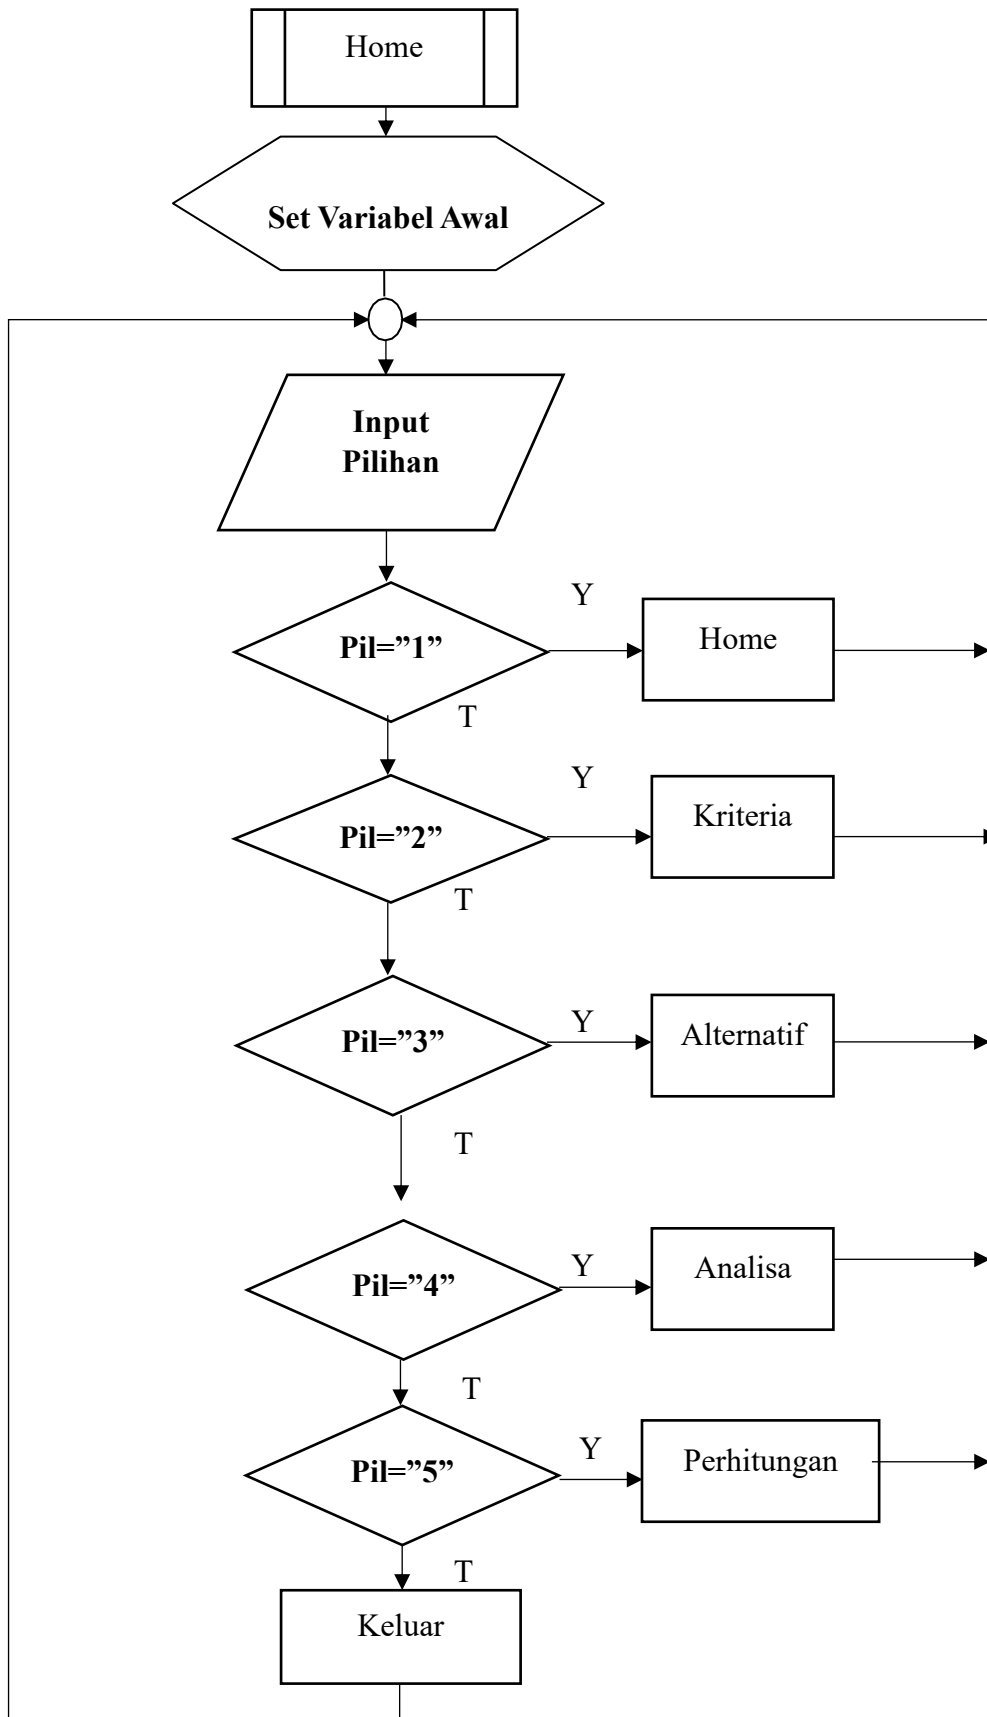 Home
Set Variabel Awal
Input
Pilihan
Y
Pil=”1”
Home
T
Y
Pil=”2”
Kriteria
T
Y
Pil=”3”
Alternatif
T
Y
Pil=”4”
Analisa
T
Y
Pil=”5”
Perhitungan
T
Keluar